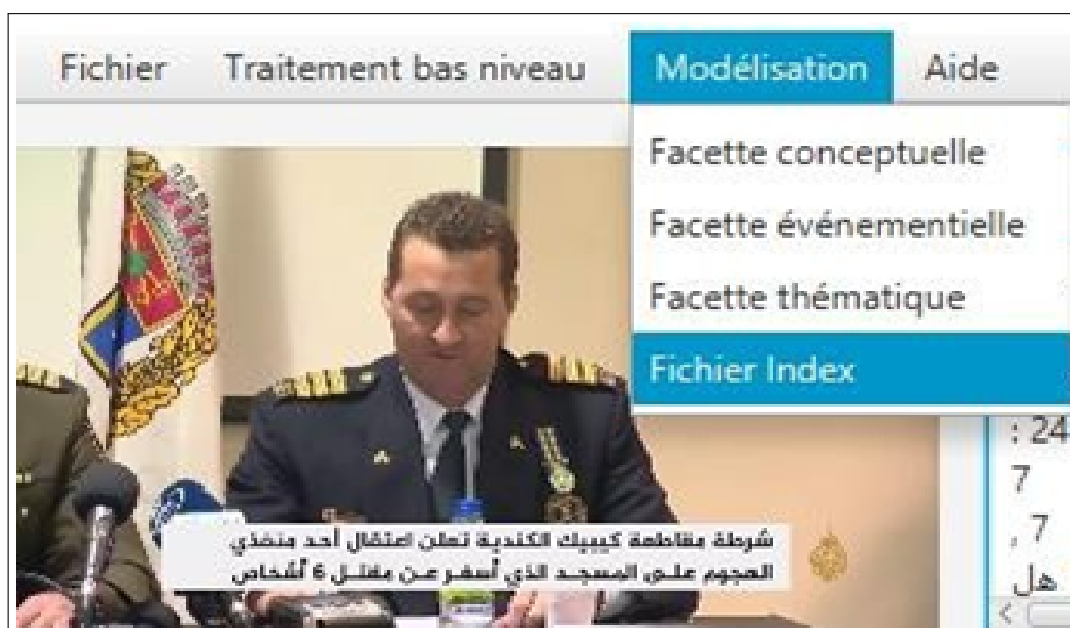 Fichier Traitement bas niveau Modélisation Aide
Facette conceptuelle
Facette événementielle
Facette thématique
Fichier Index
: 24
7
, 7
هل
شرطة مقاطعة كيبيك الكندية تعلن اعتقال أحد منفذي
الهجوم على المسجد الذي أسفر عن مقتل 6 أشخاص